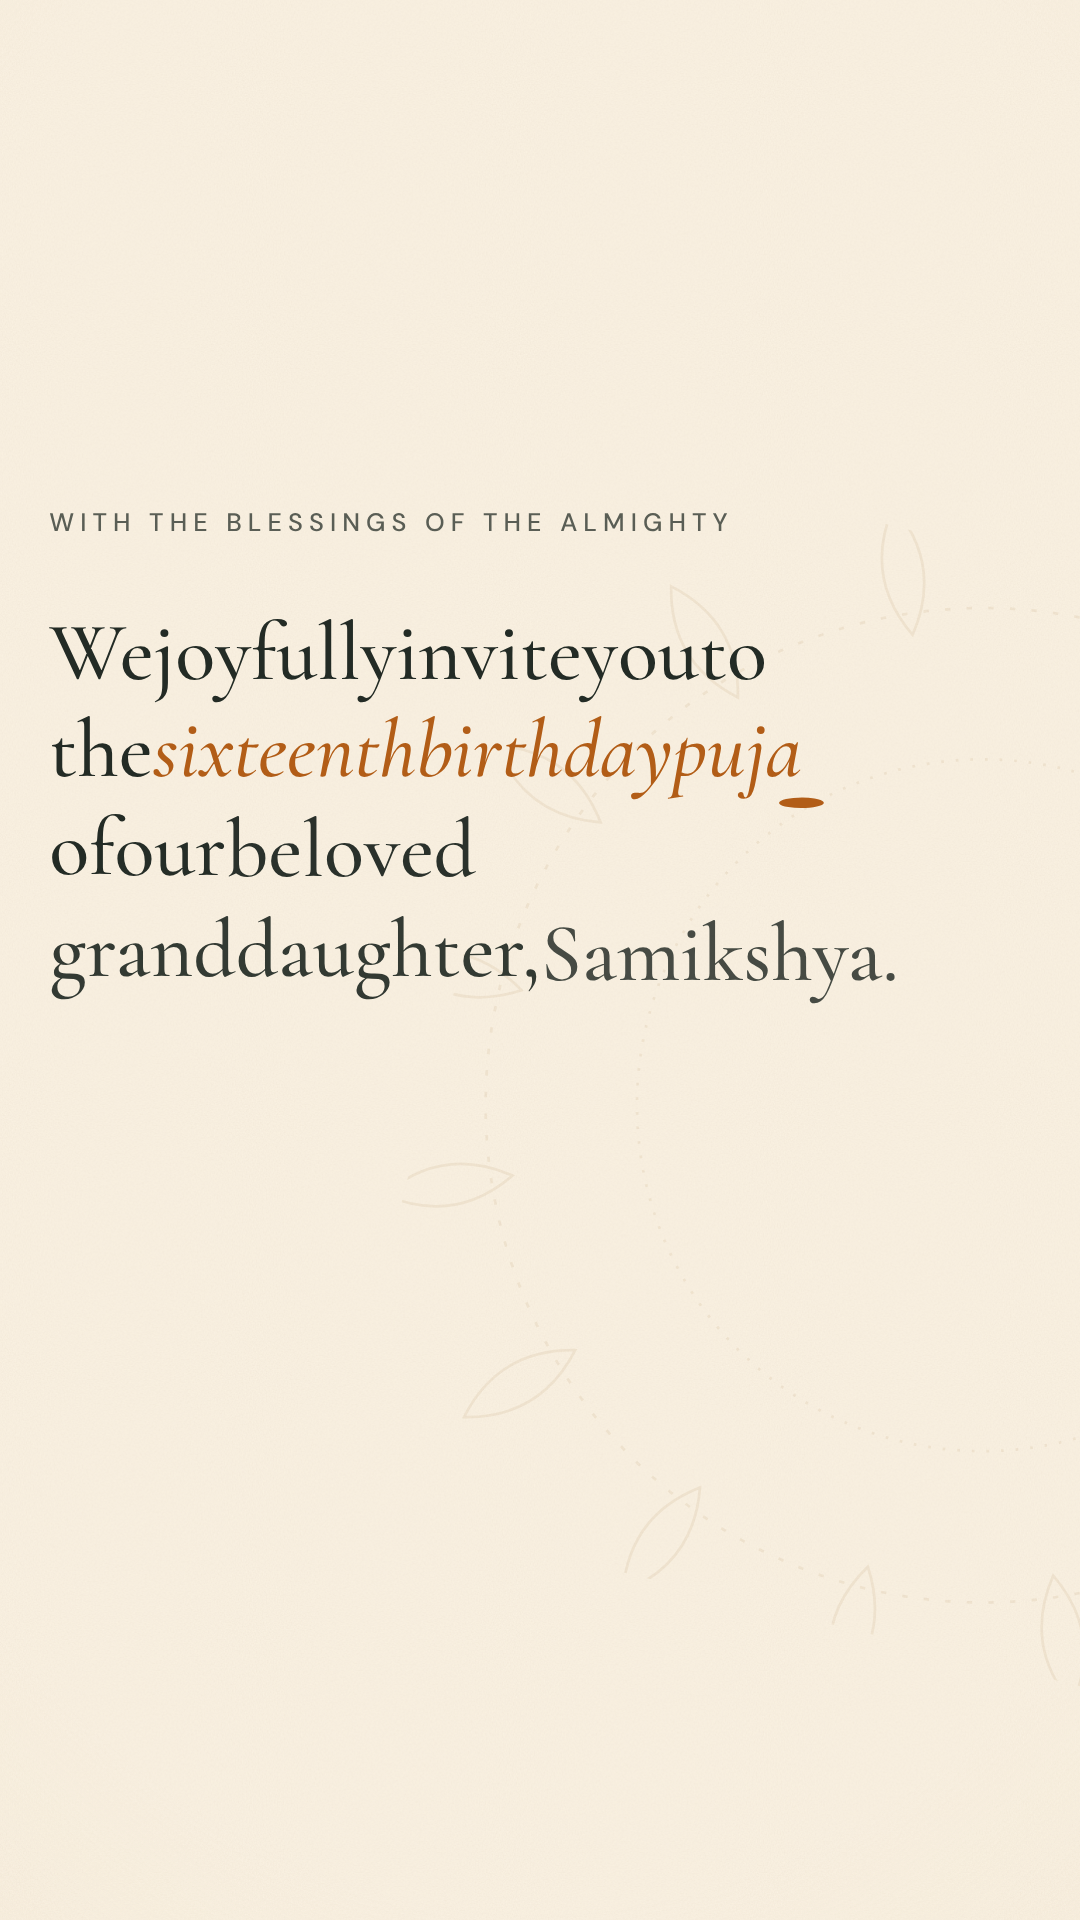 WITH THE BLESSINGS OF THE ALMIGHTY
Wejoyfullyinviteyouto
thesixteenthbirthdaypuja
ofourbeloved
granddaughter,Samikshya.